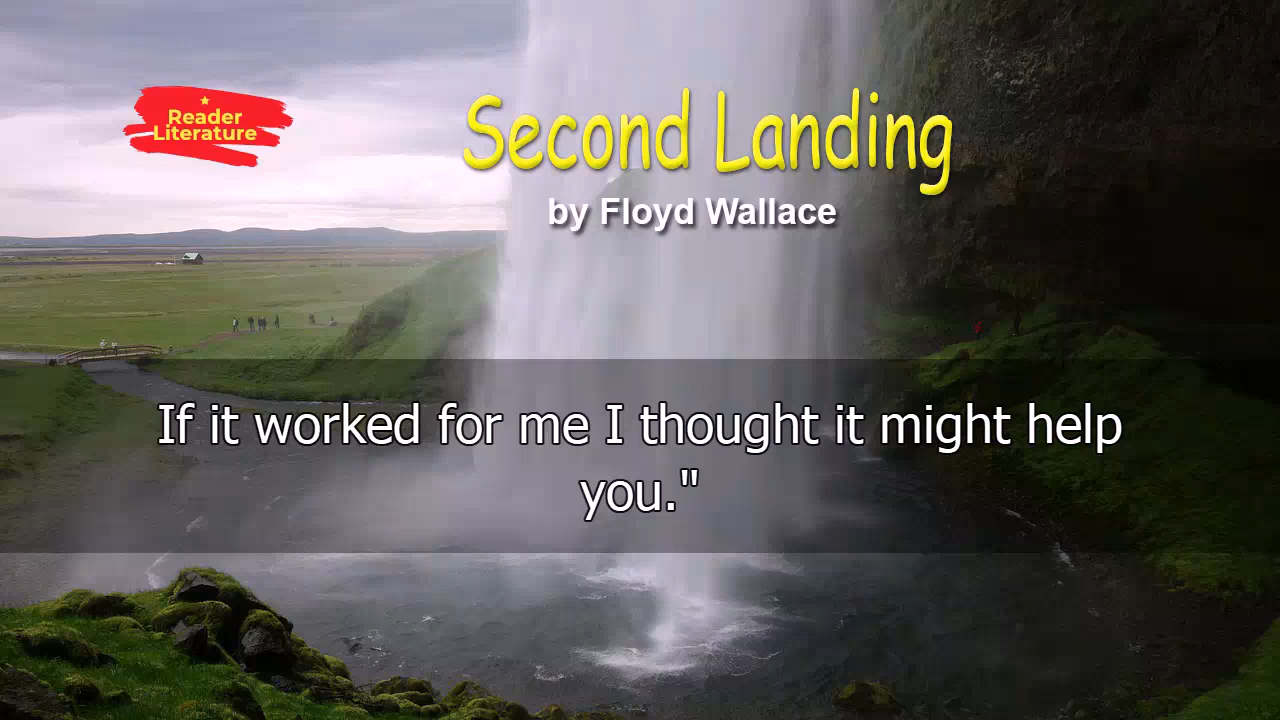 Reader
Literature
Second Landing
by Floyd Wallace
If it worked for me I thought it might help
you."